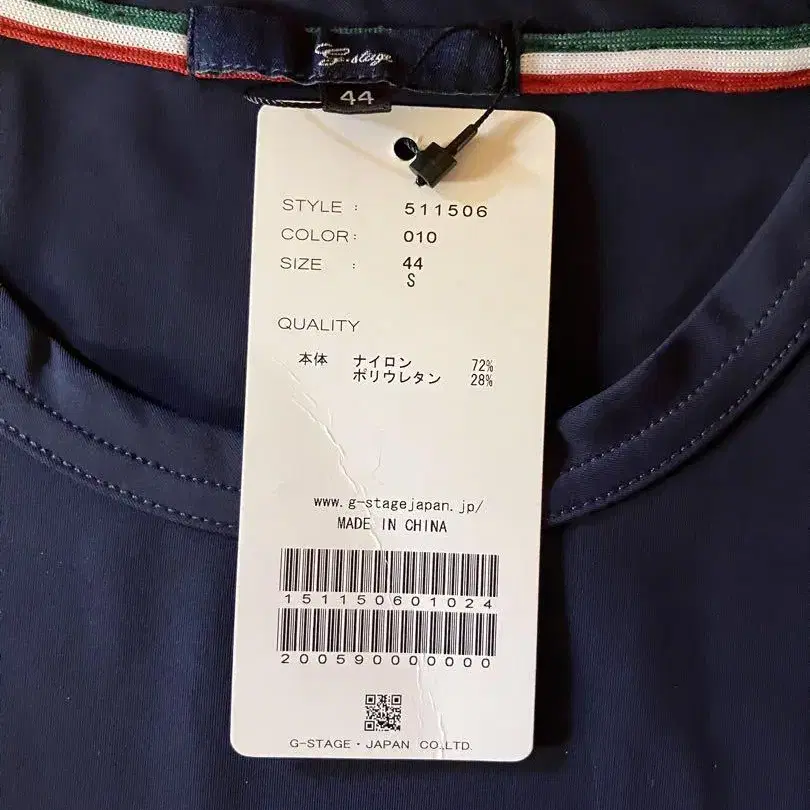 G-stage
44
STYLE : 511506
COLOR: 010
SIZE : 44
S
QUALITY
本体 ナイロン 72%
ポリウレタン 28%
www.g-stagejapan.jp/
MADE IN CHINA
151150601024
2005900000000
G-STAGE・JAPAN CO.,LTD.